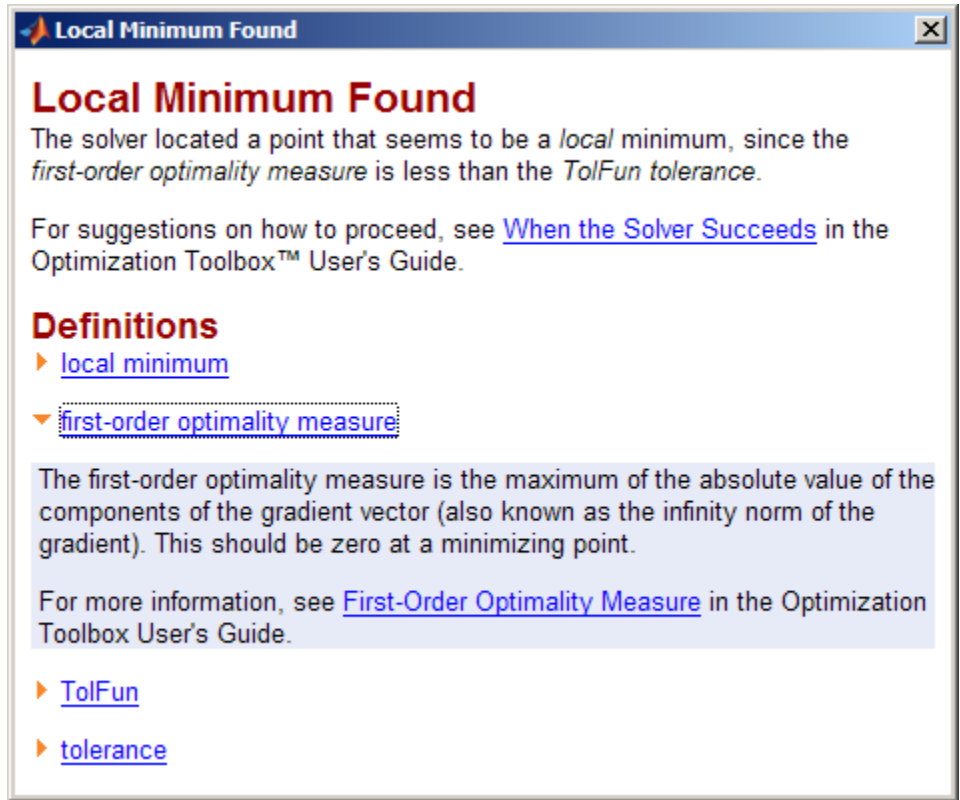 Local Minimum Found
Local Minimum Found
The solver located a point that seems to be a local minimum, since the
first-order optimality measure is less than the TolFun tolerance.
For suggestions on how to proceed, see When the Solver Succeeds in the
Optimization Toolbox™ User's Guide.
Definitions
local minimum
first-order optimality measure
The first-order optimality measure is the maximum of the absolute value of the
components of the gradient vector (also known as the infinity norm of the
gradient). This should be zero at a minimizing point.
For more information, see First-Order Optimality Measure in the Optimization
Toolbox User's Guide.
TolFun
tolerance